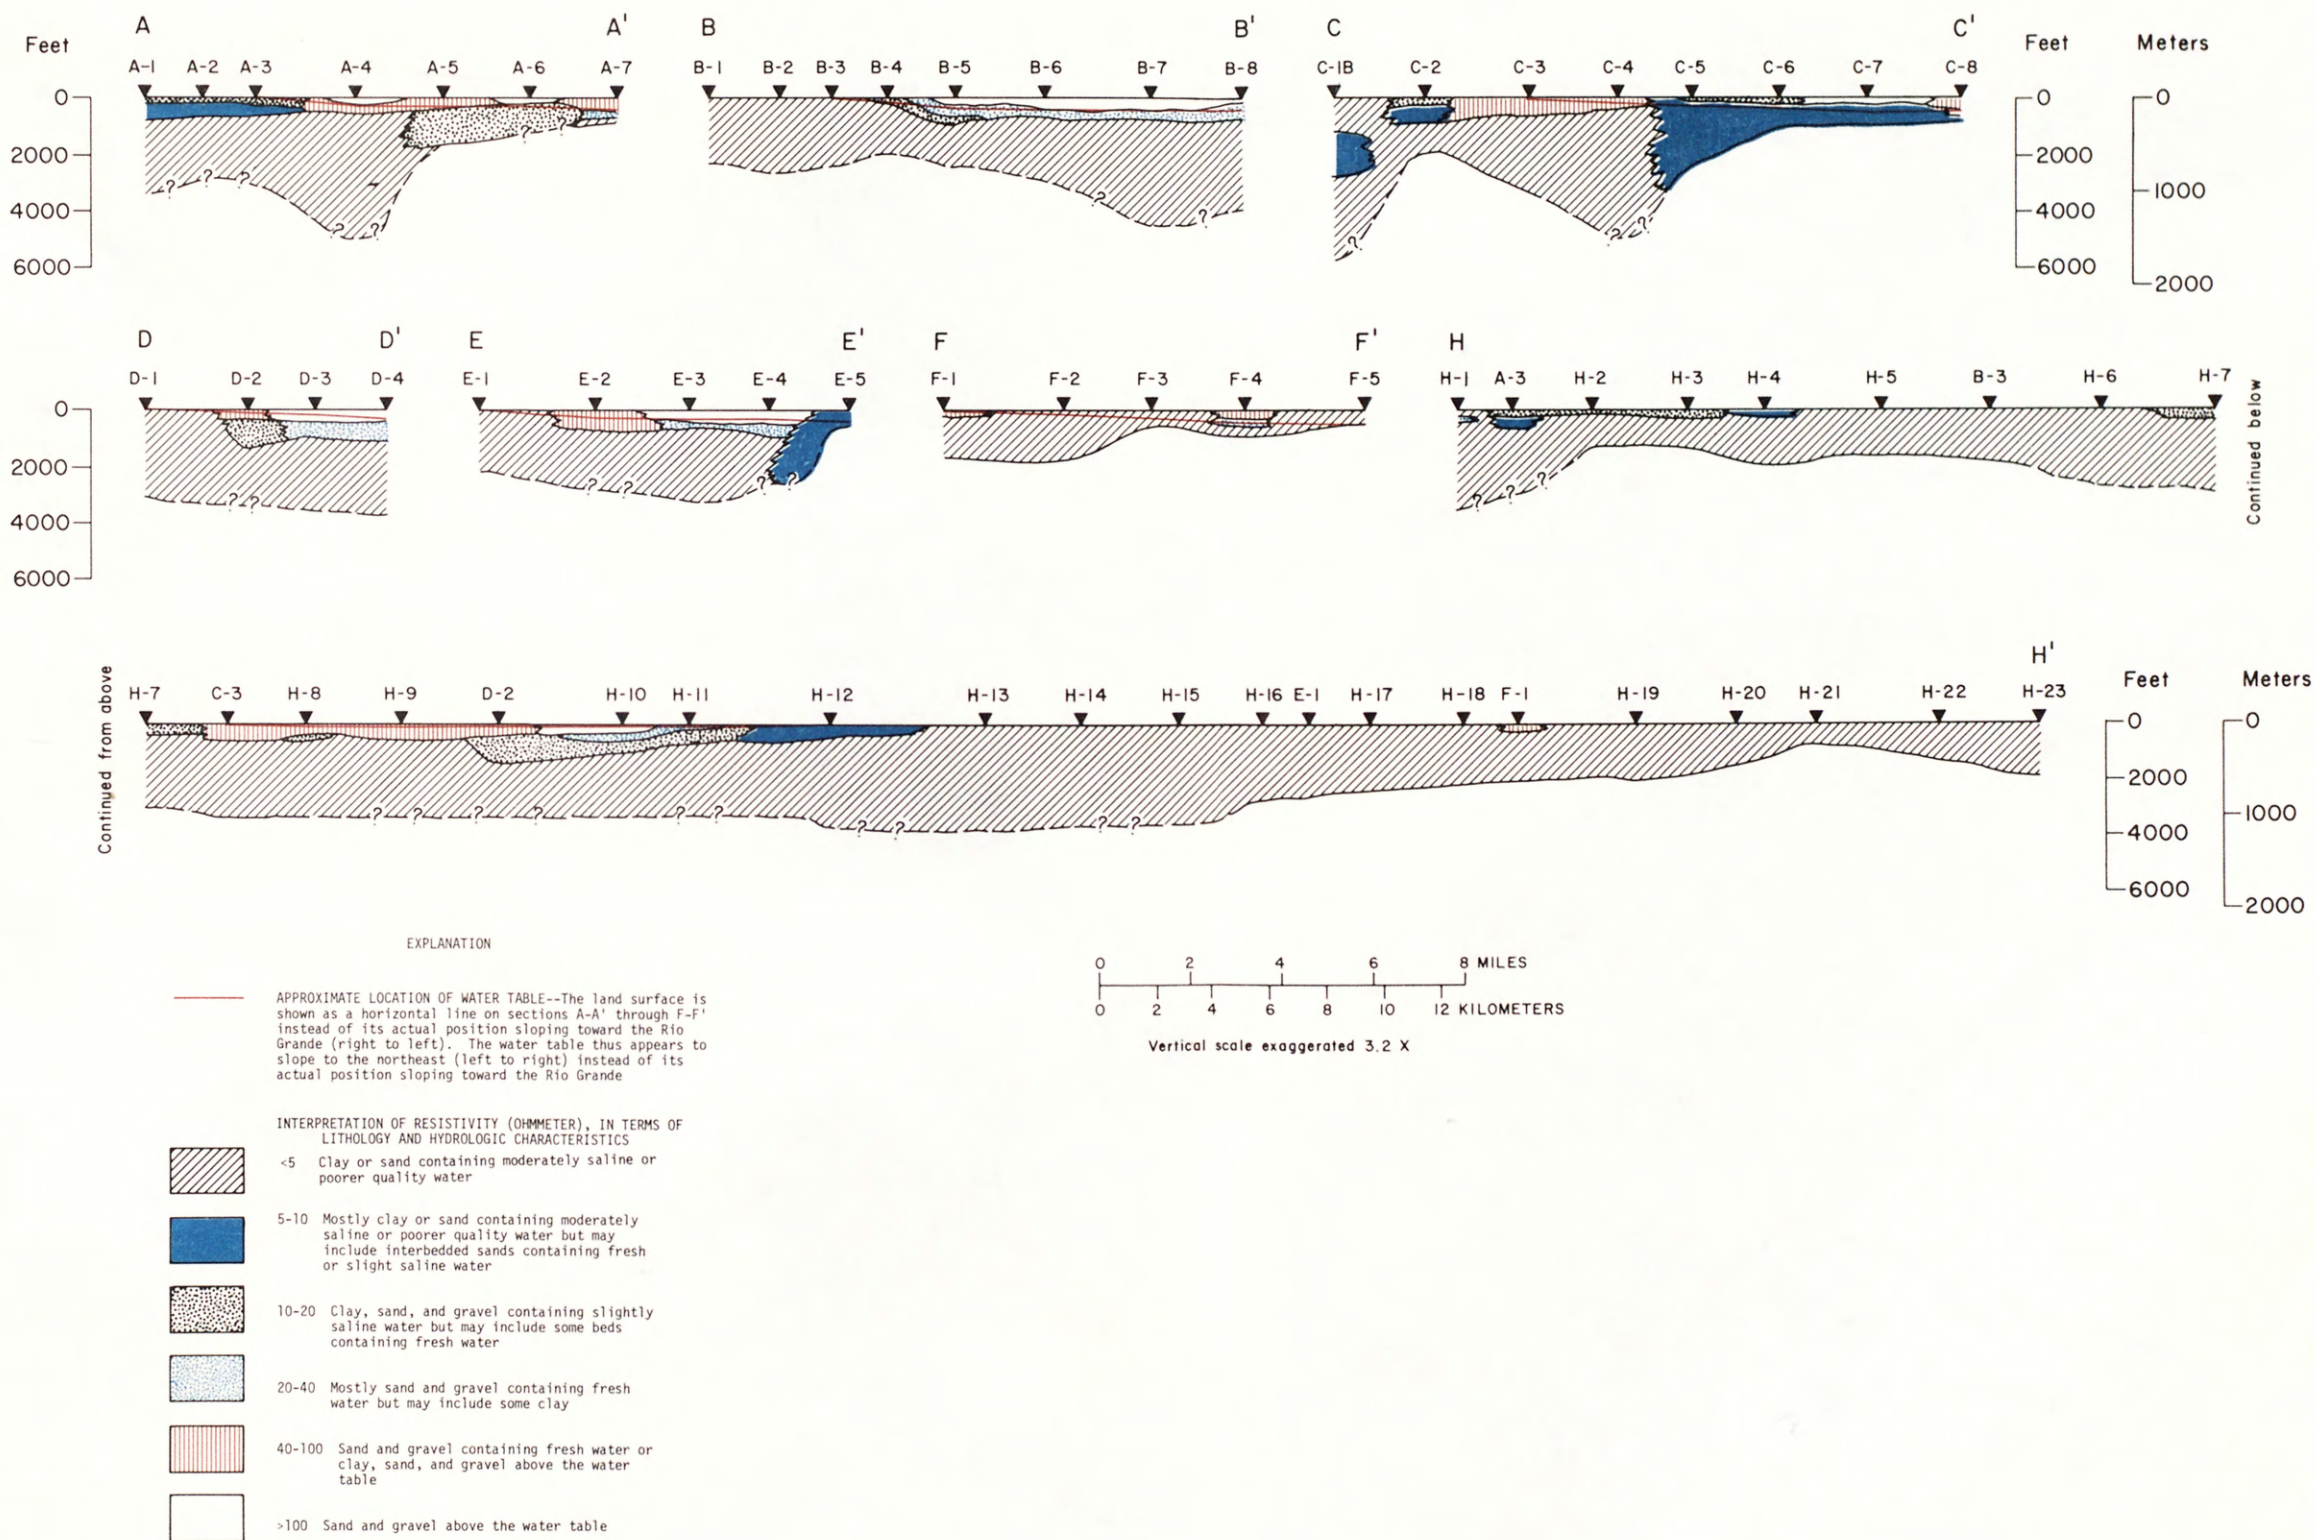 A A' B B' C C'
Feet Feet Meters
A-1 A-2 A-3 A-4 A-5 A-6 A-7 B-1 B-2 B-3 B-4 B-5 B-6 B-7 B-8 C-1B C-2 C-3 C-4 C-5 C-6 C-7 C-8
0 0 0
2000 2000 1000
4000 4000
6000 6000 2000
? ? ? ? ? ? ? ? ? ? ? ?
D D' E E' F F' H
D-1 D-2 D-3 D-4 E-1 E-2 E-3 E-4 E-5 F-1 F-2 F-3 F-4 F-5 H-1 A-3 H-2 H-3 H-4 H-5 B-3 H-6 H-7
0
2000
4000
6000
? ? ? ? ? ? ? ? ?
Continued below
Continued from above
H'
Feet Meters
H-7 C-3 H-8 H-9 D-2 H-10 H-11 H-12 H-13 H-14 H-15 H-16 E-1 H-17 H-18 F-1 H-19 H-20 H-21 H-22 H-23
0 0
2000 1000
4000
6000 2000
? ? ? ? ? ? ? ? ? ?
EXPLANATION
APPROXIMATE LOCATION OF WATER TABLE--The land surface is
shown as a horizontal line on sections A-A' through F-F'
instead of its actual position sloping toward the Rio
Grande (right to left). The water table thus appears to
slope to the northeast (left to right) instead of its
actual position sloping toward the Rio Grande
0 2 4 6 8 MILES
0 2 4 6 8 10 12 KILOMETERS
Vertical scale exaggerated 3.2 X
INTERPRETATION OF RESISTIVITY (OHMMETER), IN TERMS OF
LITHOLOGY AND HYDROLOGIC CHARACTERISTICS
<5 Clay or sand containing moderately saline or
poorer quality water
5-10 Mostly clay or sand containing moderately
saline or poorer quality water but may
include interbedded sands containing fresh
or slight saline water
10-20 Clay, sand, and gravel containing slightly
saline water but may include some beds
containing fresh water
20-40 Mostly sand and gravel containing fresh
water but may include some clay
40-100 Sand and gravel containing fresh water or
clay, sand, and gravel above the water
table
>100 Sand and gravel above the water table